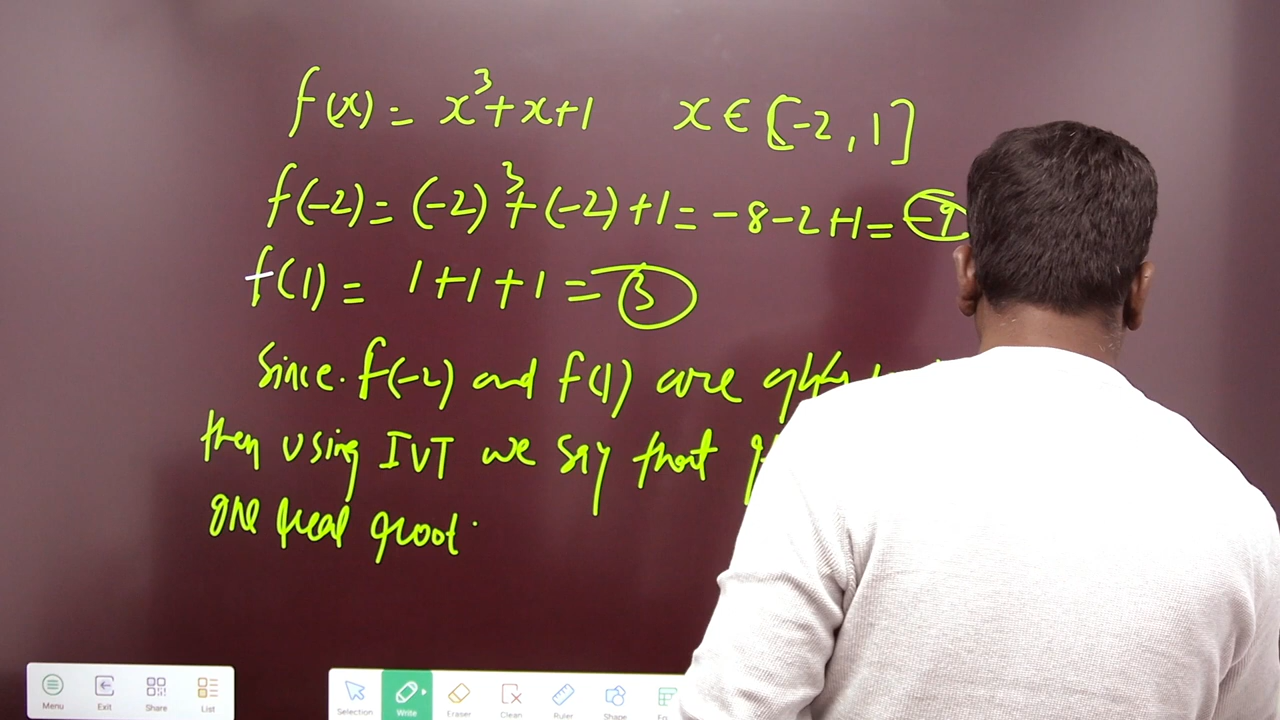 f(x) = x³+x+1 x ∈ [-2, 1]
f(-2) = (-2)³+(-2)+1 = -8-2+1 = -9
f(1) = 1+1+1 = 3
Since f(-2) and f(1) are
then using IVT we say that
one real root.
Menu Exit Share List Selection Write Eraser Clean Ruler Shape